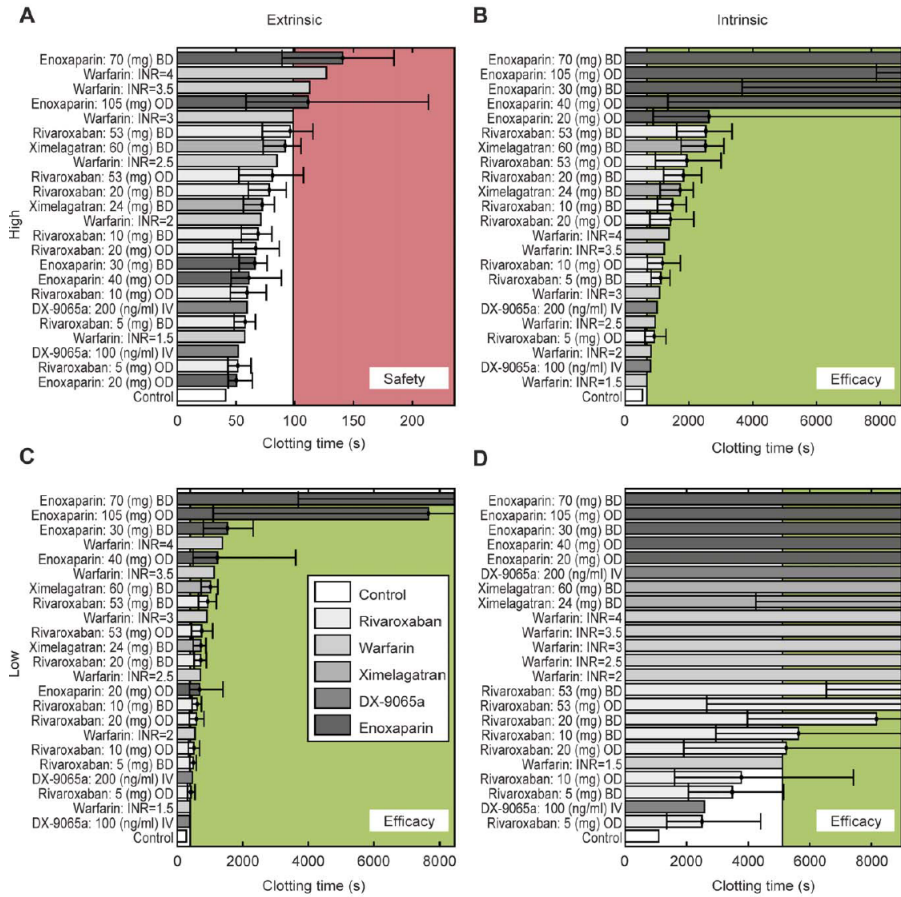 A
Extrinsic
Enoxaparin: 70 (mg) BD
Warfarin: INR=4
Warfarin: INR=3.5
Enoxaparin: 105 (mg) OD
Warfarin: INR=3
Rivaroxaban: 53 (mg) BD
Ximelagatran: 60 (mg) BD
Warfarin: INR=2.5
Rivaroxaban: 53 (mg) OD
Rivaroxaban: 20 (mg) BD
Ximelagatran: 24 (mg) BD
Warfarin: INR=2
Rivaroxaban: 10 (mg) BD
Rivaroxaban: 20 (mg) OD
Enoxaparin: 30 (mg) BD
Enoxaparin: 40 (mg) OD
Rivaroxaban: 10 (mg) OD
DX-9065a: 200 (ng/ml) IV
Rivaroxaban: 5 (mg) BD
Warfarin: INR=1.5
DX-9065a: 100 (ng/ml) IV
Rivaroxaban: 5 (mg) OD
Enoxaparin: 20 (mg) OD
Control
High
Safety
0 50 100 150 200
Clotting time (s)
B
Intrinsic
Enoxaparin: 70 (mg) BD
Enoxaparin: 105 (mg) OD
Enoxaparin: 30 (mg) BD
Enoxaparin: 40 (mg) OD
Enoxaparin: 20 (mg) OD
Rivaroxaban: 53 (mg) BD
Ximelagatran: 60 (mg) BD
Rivaroxaban: 53 (mg) OD
Rivaroxaban: 20 (mg) BD
Ximelagatran: 24 (mg) BD
Rivaroxaban: 10 (mg) BD
Rivaroxaban: 20 (mg) OD
Warfarin: INR=4
Warfarin: INR=3.5
Rivaroxaban: 10 (mg) OD
Rivaroxaban: 5 (mg) BD
Warfarin: INR=3
DX-9065a: 200 (ng/ml) IV
Warfarin: INR=2.5
Rivaroxaban: 5 (mg) OD
Warfarin: INR=2
DX-9065a: 100 (ng/ml) IV
Warfarin: INR=1.5
Control
Efficacy
0 2000 4000 6000 8000
Clotting time (s)
C
Enoxaparin: 70 (mg) BD
Enoxaparin: 105 (mg) OD
Enoxaparin: 30 (mg) BD
Warfarin: INR=4
Enoxaparin: 40 (mg) OD
Warfarin: INR=3.5
Ximelagatran: 60 (mg) BD
Rivaroxaban: 53 (mg) BD
Warfarin: INR=3
Rivaroxaban: 53 (mg) OD
Ximelagatran: 24 (mg) BD
Rivaroxaban: 20 (mg) BD
Warfarin: INR=2.5
Enoxaparin: 20 (mg) OD
Rivaroxaban: 10 (mg) BD
Rivaroxaban: 20 (mg) OD
Warfarin: INR=2
Rivaroxaban: 10 (mg) OD
Rivaroxaban: 5 (mg) BD
DX-9065a: 200 (ng/ml) IV
Rivaroxaban: 5 (mg) OD
Warfarin: INR=1.5
DX-9065a: 100 (ng/ml) IV
Control
Low
Control
Rivaroxaban
Warfarin
Ximelagatran
DX-9065a
Enoxaparin
Efficacy
0 2000 4000 6000 8000
Clotting time (s)
D
Enoxaparin: 70 (mg) BD
Enoxaparin: 105 (mg) OD
Enoxaparin: 30 (mg) BD
Enoxaparin: 40 (mg) OD
Enoxaparin: 20 (mg) OD
DX-9065a: 200 (ng/ml) IV
Ximelagatran: 60 (mg) BD
Ximelagatran: 24 (mg) BD
Warfarin: INR=4
Warfarin: INR=3.5
Warfarin: INR=3
Warfarin: INR=2.5
Warfarin: INR=2
Rivaroxaban: 53 (mg) BD
Rivaroxaban: 53 (mg) OD
Rivaroxaban: 20 (mg) BD
Rivaroxaban: 10 (mg) BD
Rivaroxaban: 20 (mg) OD
Warfarin: INR=1.5
Rivaroxaban: 10 (mg) OD
Rivaroxaban: 5 (mg) BD
DX-9065a: 100 (ng/ml) IV
Rivaroxaban: 5 (mg) OD
Control
Efficacy
0 2000 4000 6000 8000
Clotting time (s)